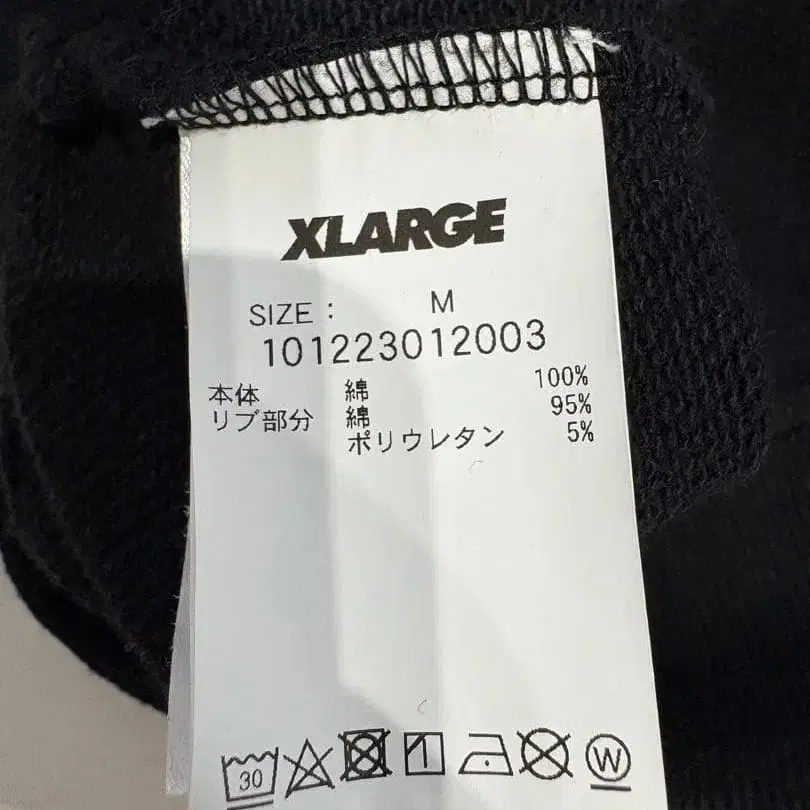 XLARGE
SIZE : M
101223012003
本体 綿 100%
リブ部分 綿 95%
ポリウレタン 5%
30 W